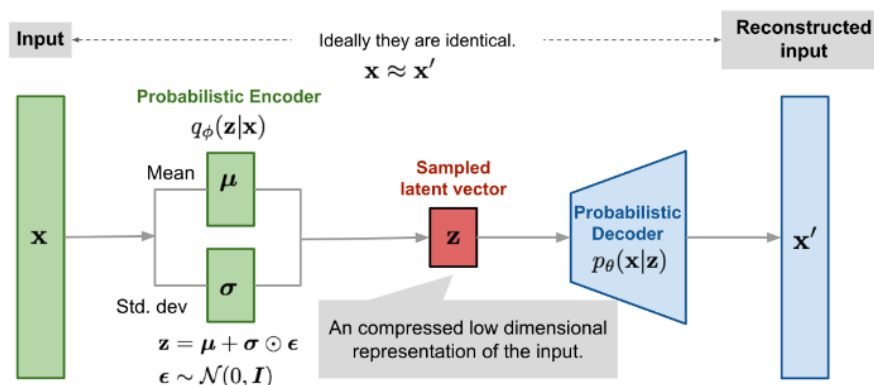 Input
Ideally they are identical.
x ≈ x′
Reconstructed
input
Probabilistic Encoder
qϕ(z|x)
Mean
μ
x
Std. dev
σ
z = μ + σ ⊙ ϵ
ϵ ∼ 𝒩(0, I)
Sampled
latent vector
z
An compressed low dimensional
representation of the input.
Probabilistic
Decoder
pθ(x|z)
x′